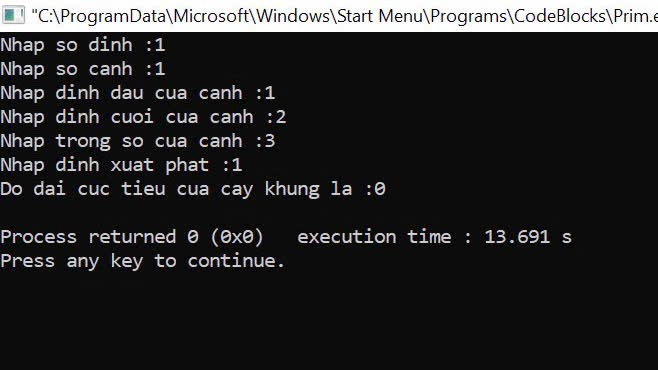 "C:\ProgramData\Microsoft\Windows\Start Menu\Programs\CodeBlocks\Prim.e
Nhap so dinh :1
Nhap so canh :1
Nhap dinh dau cua canh :1
Nhap dinh cuoi cua canh :2
Nhap trong so cua canh :3
Nhap dinh xuat phat :1
Do dai cuc tieu cua cay khung la :0
Process returned 0 (0x0)   execution time : 13.691 s
Press any key to continue.